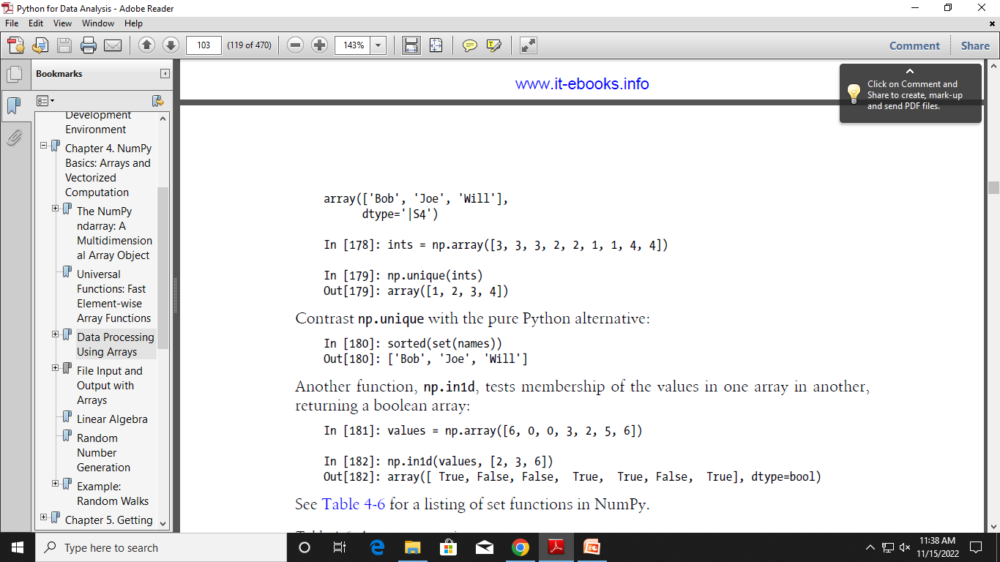 Python for Data Analysis - Adobe Reader
File Edit View Window Help
103 (119 of 470) 143% Comment Share
Bookmarks
Development
Environment
Chapter 4. NumPy
Basics: Arrays and
Vectorized
Computation
The NumPy
ndarray: A
Multidimension
al Array Object
Universal
Functions: Fast
Element-wise
Array Functions
Data Processing
Using Arrays
File Input and
Output with
Arrays
Linear Algebra
Random
Number
Generation
Example:
Random Walks
Chapter 5. Getting
www.it-ebooks.info
Click on Comment and
Share to create, mark-up
and send PDF files.
array(['Bob', 'Joe', 'Will'],
dtype='|S4')
In [178]: ints = np.array([3, 3, 3, 2, 2, 1, 1, 4, 4])
In [179]: np.unique(ints)
Out[179]: array([1, 2, 3, 4])
Contrast np.unique with the pure Python alternative:
In [180]: sorted(set(names))
Out[180]: ['Bob', 'Joe', 'Will']
Another function, np.in1d, tests membership of the values in one array in another,
returning a boolean array:
In [181]: values = np.array([6, 0, 0, 3, 2, 5, 6])
In [182]: np.in1d(values, [2, 3, 6])
Out[182]: array([ True, False, False,  True,  True, False,  True], dtype=bool)
See Table 4-6 for a listing of set functions in NumPy.
Type here to search
11:38 AM
11/15/2022